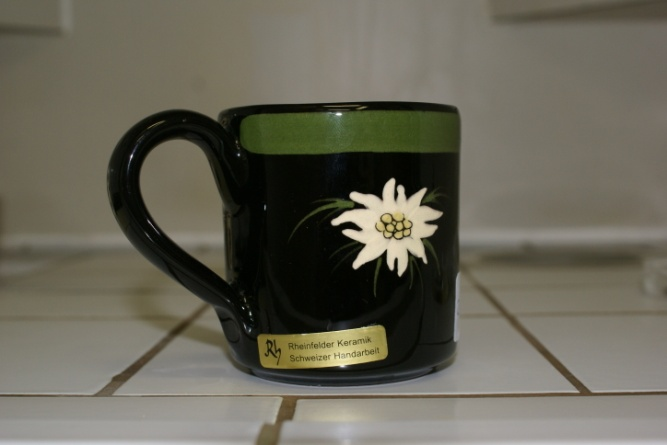 Rh
Rheinfelder Keramik
Schweizer Handarbeit